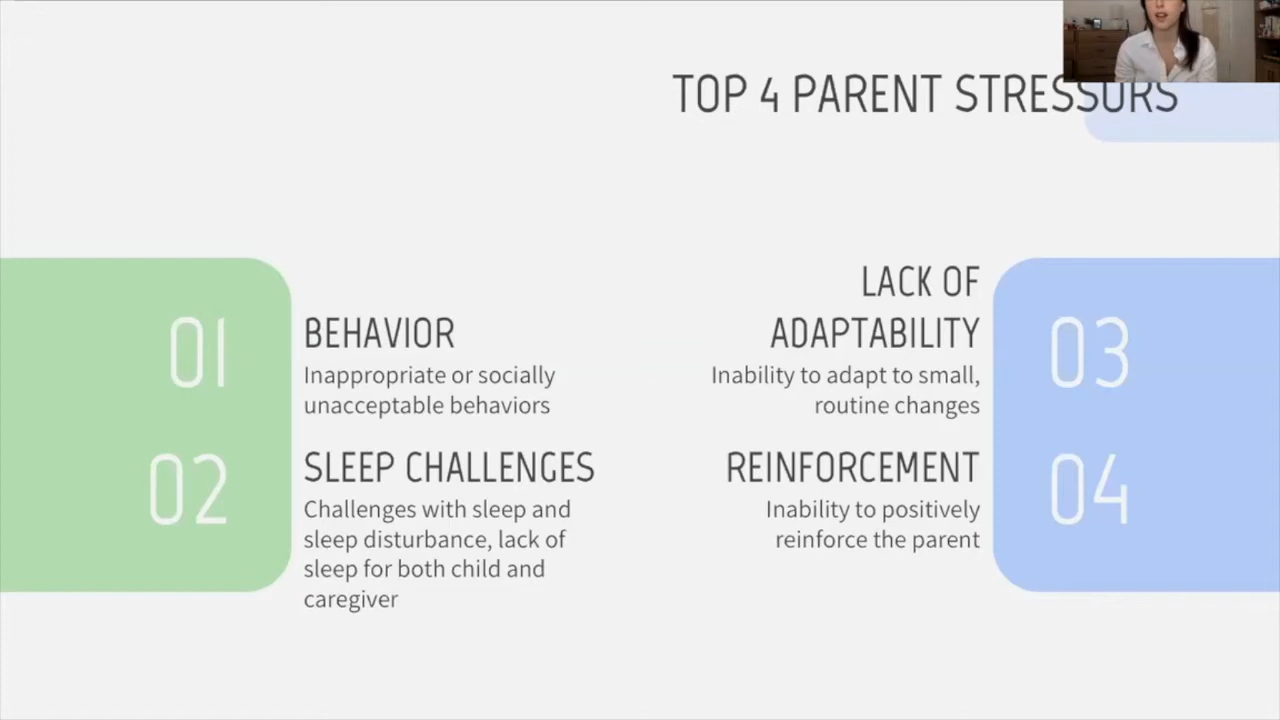 TOP 4 PARENT STRESSORS
01
BEHAVIOR
Inappropriate or socially
unacceptable behaviors
02
SLEEP CHALLENGES
Challenges with sleep and
sleep disturbance, lack of
sleep for both child and
caregiver
LACK OF
ADAPTABILITY
03
Inability to adapt to small,
routine changes
REINFORCEMENT
04
Inability to positively
reinforce the parent